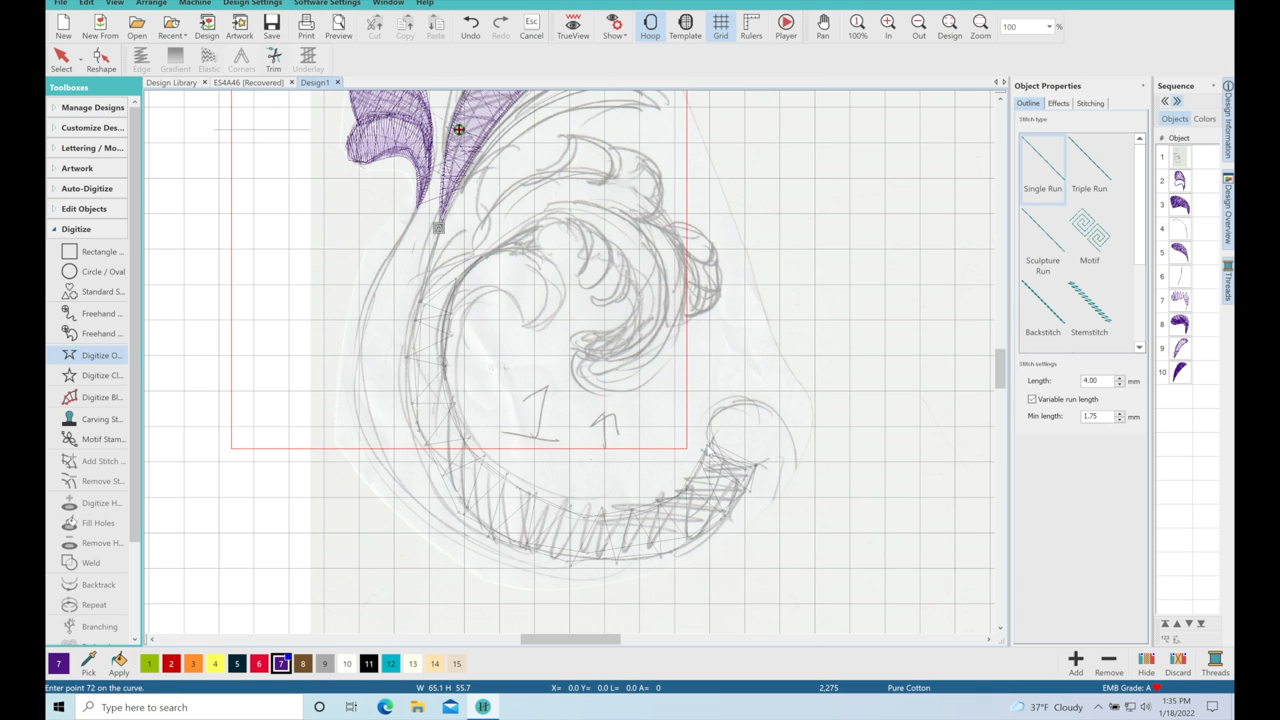 File Edit View Arrange Machine Design Settings Software Settings Window Help
New New From Open Recent Design Artwork Save Print Preview Cut Copy Paste Undo Redo Esc Cancel TrueView Show Hoop Template Grid Rulers Player Pan 100% In Out Design Zoom 100 %
Select Reshape Edge Gradient Elastic Corners Trim Underlay
Toolboxes
Design Library × ES4A46 [Recovered] × Design1 ×
Manage Designs
Customize Des...
Lettering / Mo...
Artwork
Auto-Digitize
Edit Objects
Digitize
Rectangle ...
Circle / Oval
Standard S...
Freehand ...
Freehand ...
Digitize O...
Digitize Cl...
Digitize Bl...
Carving St...
Motif Stam...
Add Stitch ...
Remove St...
Digitize H...
Fill Holes
Remove H...
Weld
Backtrack
Repeat
Branching
1
Object Properties
Outline Effects Stitching
Stitch type
Single Run Triple Run
Sculpture Run Motif
Backstitch Stemstitch
Stitch settings
Length: 4.00 mm
Variable run length
Min length: 1.75 mm
Sequence
Objects Colors
# Object
1
2
3
4
5
6
7
8
9
10
Design Information
Design Overview
Threads
7 Pick Apply 1 2 3 4 5 6 7 8 9 10 11 12 13 14 15 Add Remove Hide Discard Threads
Enter point 72 on the curve. W 65.1 H 55.7 X= 0.0 Y= 0.0 L= 0.0 A= 0 2,275 Pure Cotton EMB Grade: A
Type here to search 37°F Cloudy 1:35 PM
1/18/2022